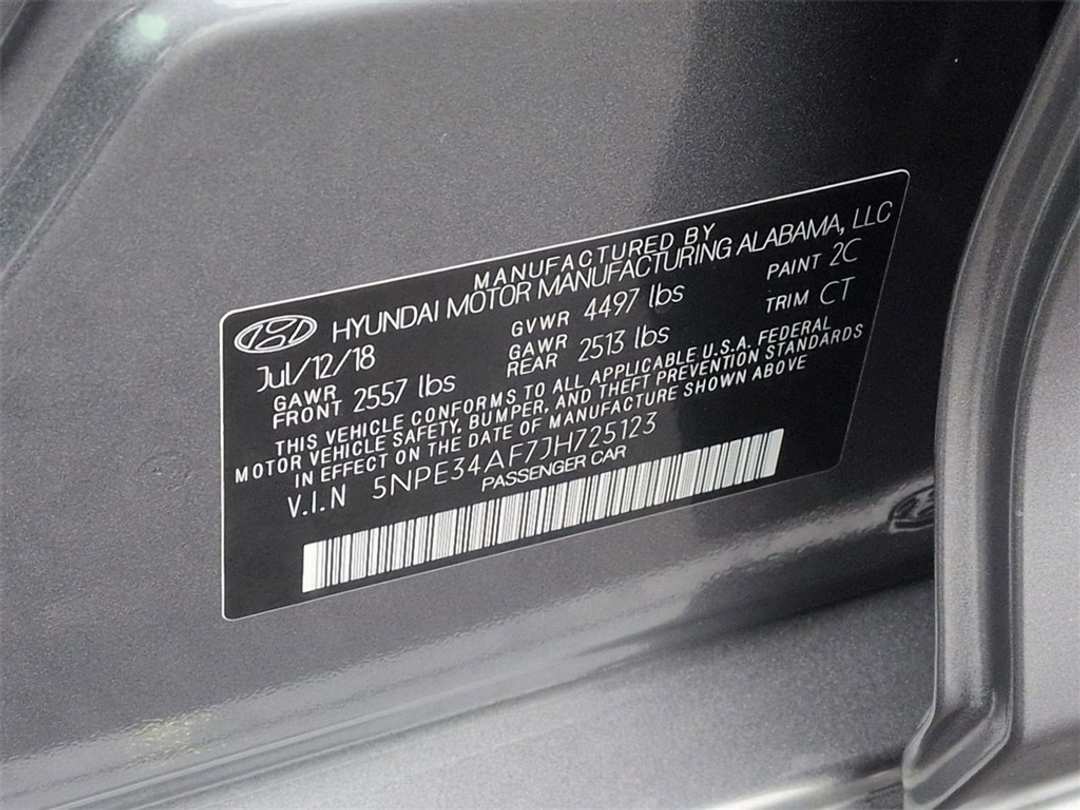 MANUFACTURED BY
HYUNDAI MOTOR MANUFACTURING ALABAMA, LLC
Jul/12/18 GVWR 4497 lbs PAINT 2C
GAWR FRONT 2557 lbs GAWR REAR 2513 lbs TRIM CT
THIS VEHICLE CONFORMS TO ALL APPLICABLE U.S.A. FEDERAL
MOTOR VEHICLE SAFETY, BUMPER, AND THEFT PREVENTION STANDARDS
IN EFFECT ON THE DATE OF MANUFACTURE SHOWN ABOVE
V.I.N 5NPE34AF7JH725123
PASSENGER CAR